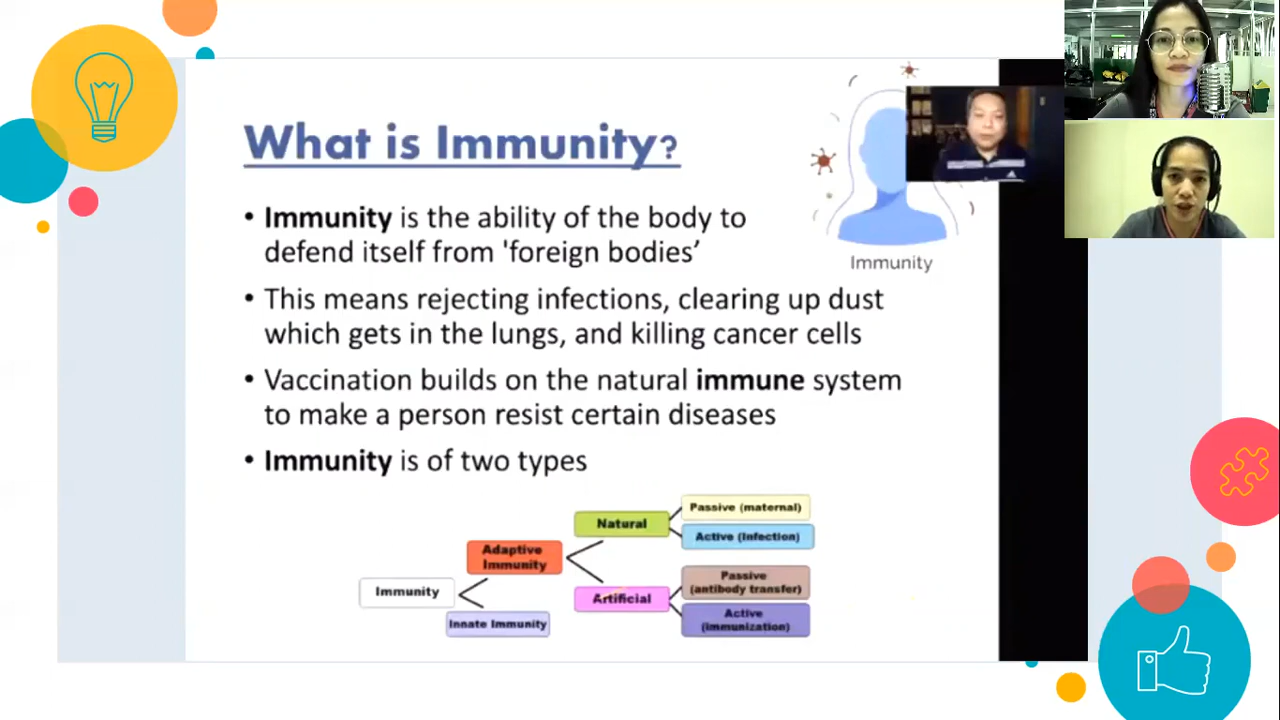 What is Immunity?
• Immunity is the ability of the body to
defend itself from 'foreign bodies’
Immunity
• This means rejecting infections, clearing up dust
which gets in the lungs, and killing cancer cells
• Vaccination builds on the natural immune system
to make a person resist certain diseases
• Immunity is of two types
Immunity
Adaptive
Immunity
Innate Immunity
Natural
Artificial
Passive (maternal)
Active (Infection)
Passive
(antibody transfer)
Active
(immunization)